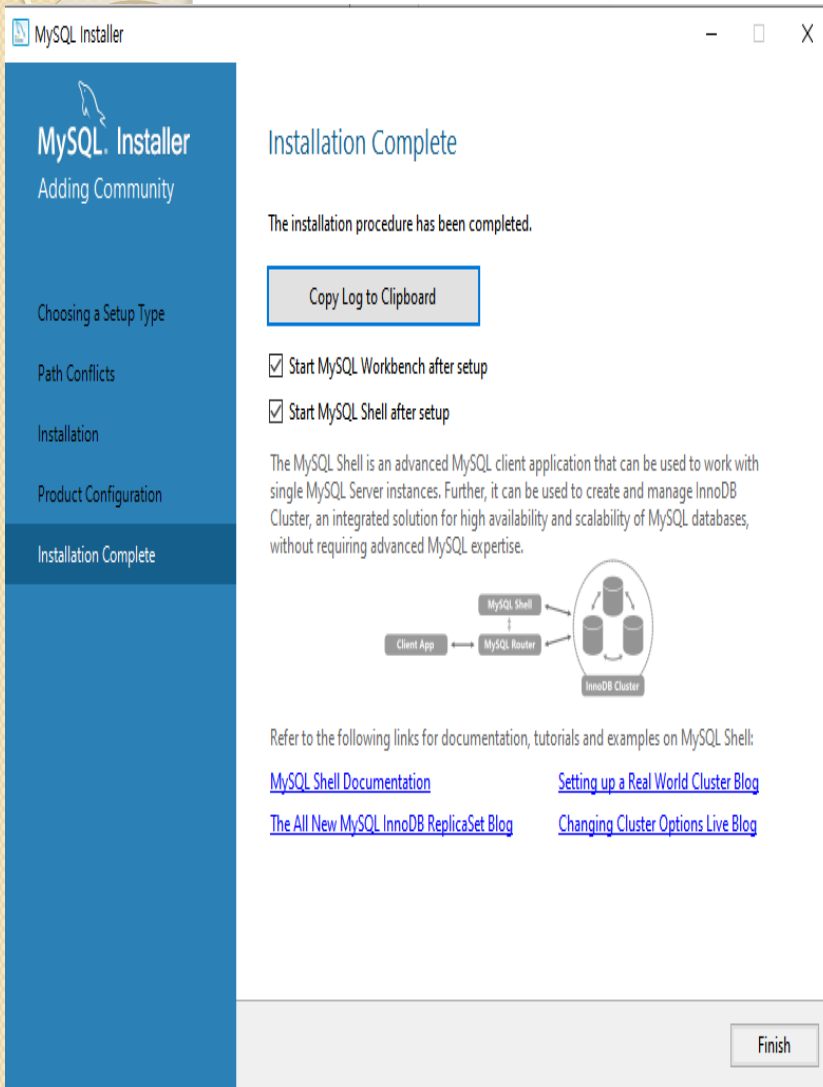 MySQL Installer
MySQL. Installer
Adding Community
Choosing a Setup Type
Path Conflicts
Installation
Product Configuration
Installation Complete
Installation Complete
The installation procedure has been completed.
Copy Log to Clipboard
Start MySQL Workbench after setup
Start MySQL Shell after setup
The MySQL Shell is an advanced MySQL client application that can be used to work with
single MySQL Server instances. Further, it can be used to create and manage InnoDB
Cluster, an integrated solution for high availability and scalability of MySQL databases,
without requiring advanced MySQL expertise.
MySQL Shell
Client App
MySQL Router
InnoDB Cluster
Refer to the following links for documentation, tutorials and examples on MySQL Shell:
MySQL Shell Documentation
Setting up a Real World Cluster Blog
The All New MySQL InnoDB ReplicaSet Blog
Changing Cluster Options Live Blog
Finish